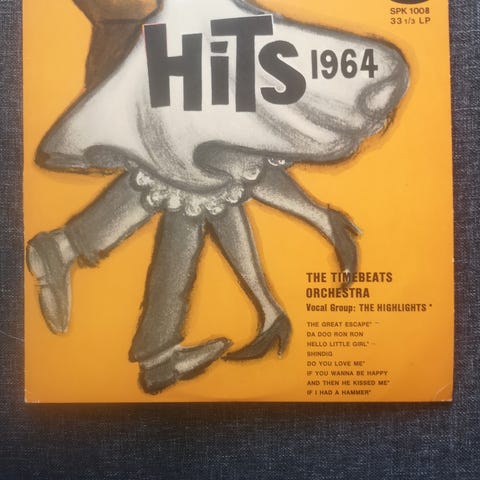 SPK 1008
33 1/3 LP
HiTS 1964
THE TIMEBEATS
ORCHESTRA
Vocal Group: THE HIGHLIGHTS *
THE GREAT ESCAPE*
DA DOO RON RON
HELLO LITTLE GIRL*
SHINDIG
DO YOU LOVE ME*
IF YOU WANNA BE HAPPY
AND THEN HE KISSED ME*
IF I HAD A HAMMER*